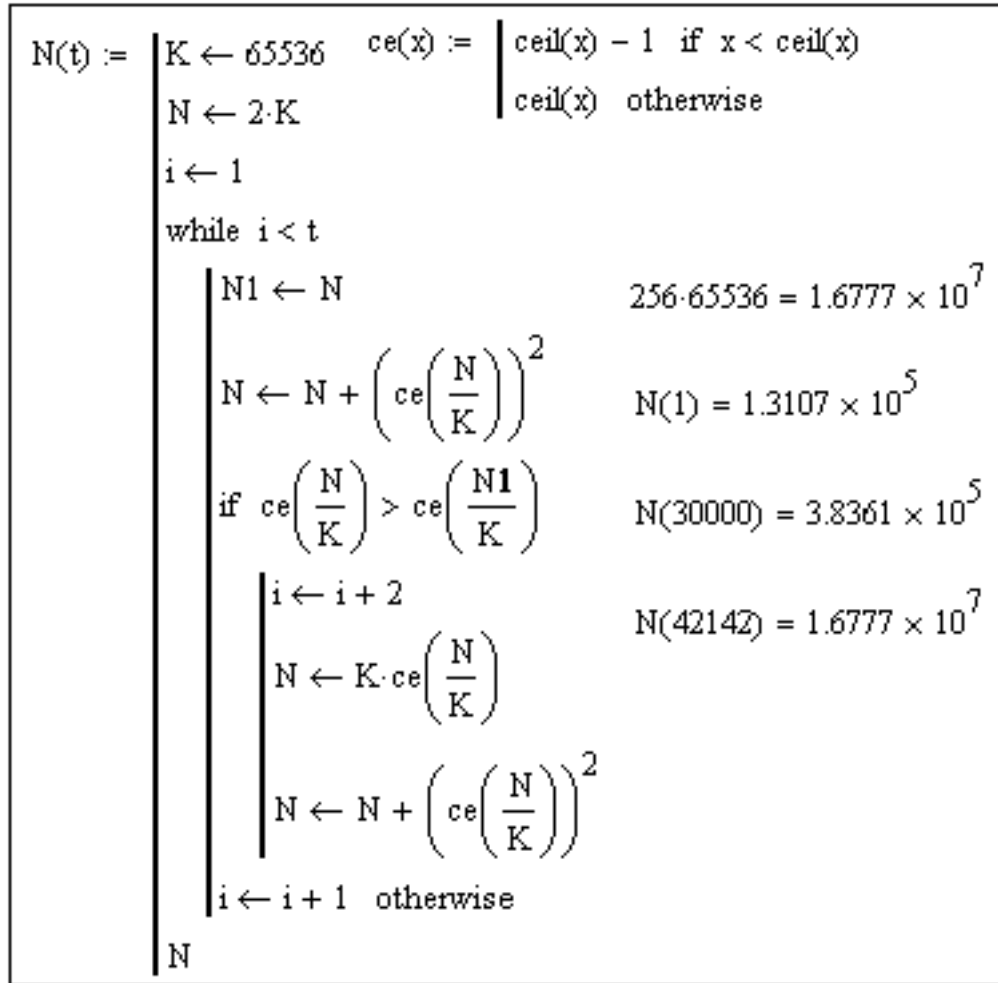 N(t) := K ← 65536
ce(x) := ceil(x) − 1 if x < ceil(x)
ceil(x) otherwise
N ← 2·K
i ← 1
while i < t
N1 ← N
256·65536 = 1.6777 × 10^7
N ← N + (ce(N/K))^2
N(1) = 1.3107 × 10^5
if ce(N/K) > ce(N1/K)
N(30000) = 3.8361 × 10^5
i ← i + 2
N(42142) = 1.6777 × 10^7
N ← K·ce(N/K)
N ← N + (ce(N/K))^2
i ← i + 1 otherwise
N